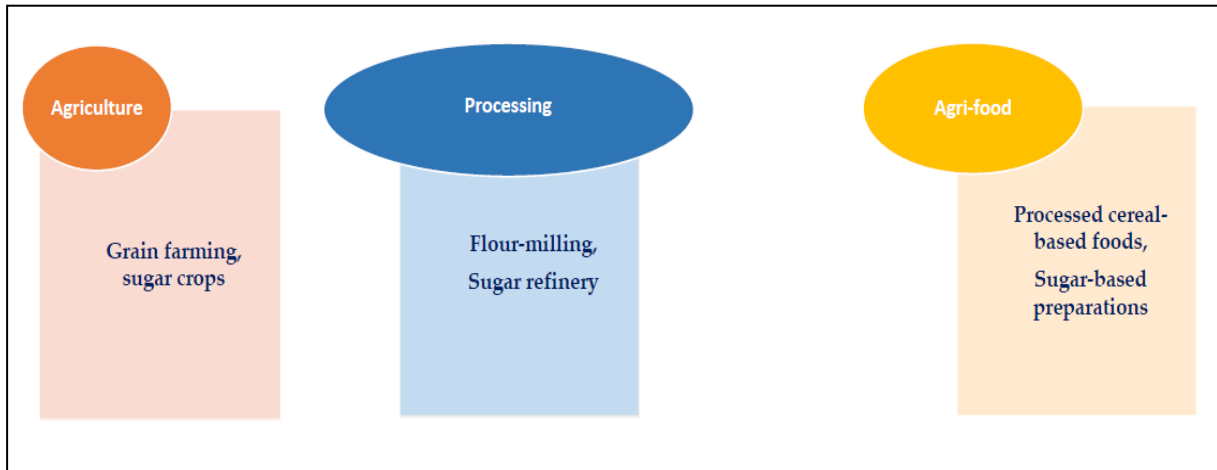 Agriculture
Grain farming,
sugar crops
Processing
Flour-milling,
Sugar refinery
Agri-food
Processed cereal-
based foods,
Sugar-based
preparations